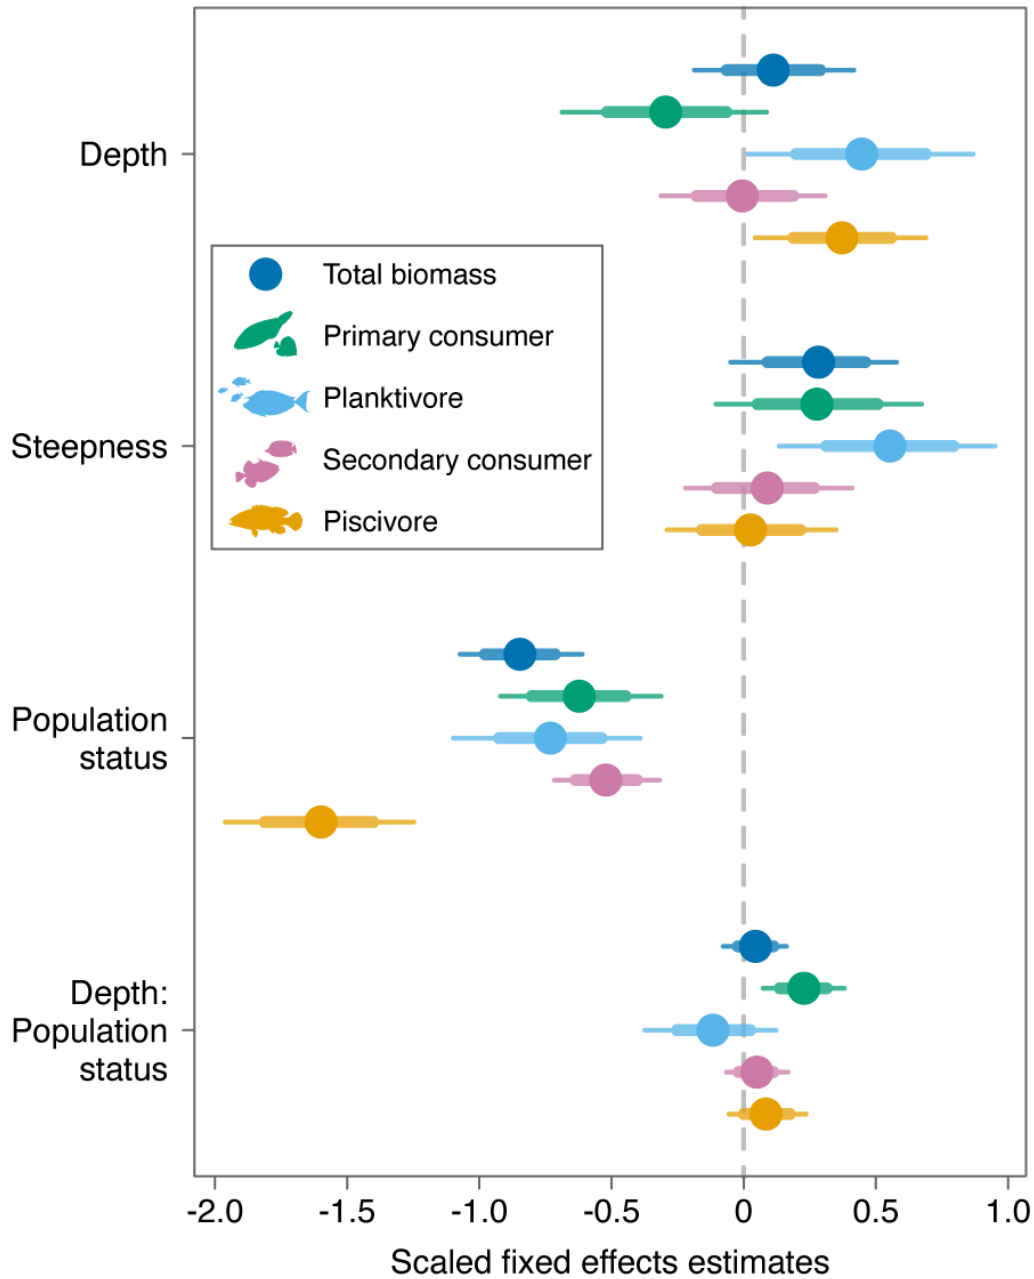 Depth
Total biomass
Primary consumer
Planktivore
Secondary consumer
Piscivore
Steepness
Population
status
Depth:
Population
status
-2.0 -1.5 -1.0 -0.5 0 0.5 1.0
Scaled fixed effects estimates